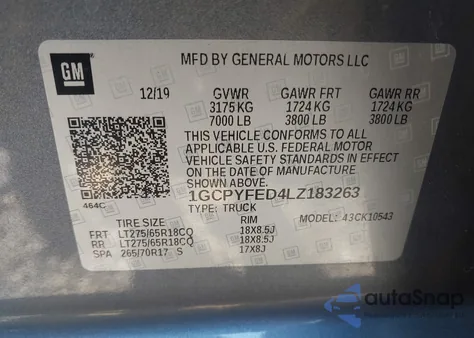 GM
MFD BY GENERAL MOTORS LLC
12/19 GVWR GAWR FRT GAWR RR
3175 KG 1724 KG 1724 KG
7000 LB 3800 LB 3800 LB
THIS VEHICLE CONFORMS TO ALL
APPLICABLE U.S. FEDERAL MOTOR
VEHICLE SAFETY STANDARDS IN EFFECT
ON THE DATE OF MANUFACTURE
SHOWN ABOVE.
464C 1GCPYFED4LZ183263
TYPE: TRUCK MODEL: 43CK10543
TIRE SIZE RIM
FRT LT275/65R18CQ 18X8.5J
RR LT275/65R18CQ 18X8.5J
SPA 265/70R17 S 17X8J
autoSnap